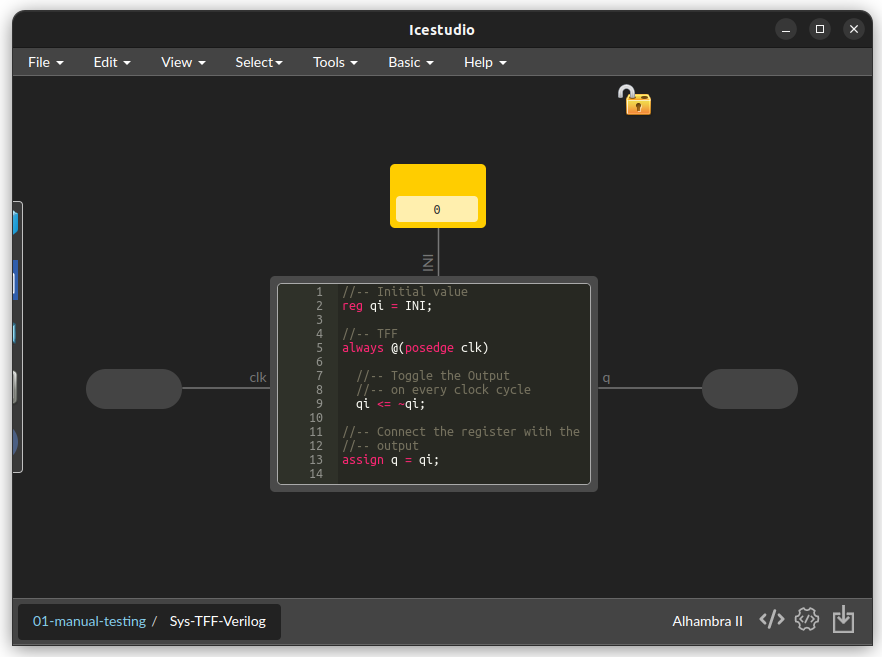 Icestudio
File Edit View Select Tools Basic Help
0
INI
1 //-- Initial value
2 reg qi = INI;
3
4 //-- TFF
5 always @(posedge clk)
6
7 //-- Toggle the Output
8 //-- on every clock cycle
9 qi <= ~qi;
10
11 //-- Connect the register with the
12 //-- output
13 assign q = qi;
14
clk
q
01-manual-testing / Sys-TFF-Verilog
Alhambra II